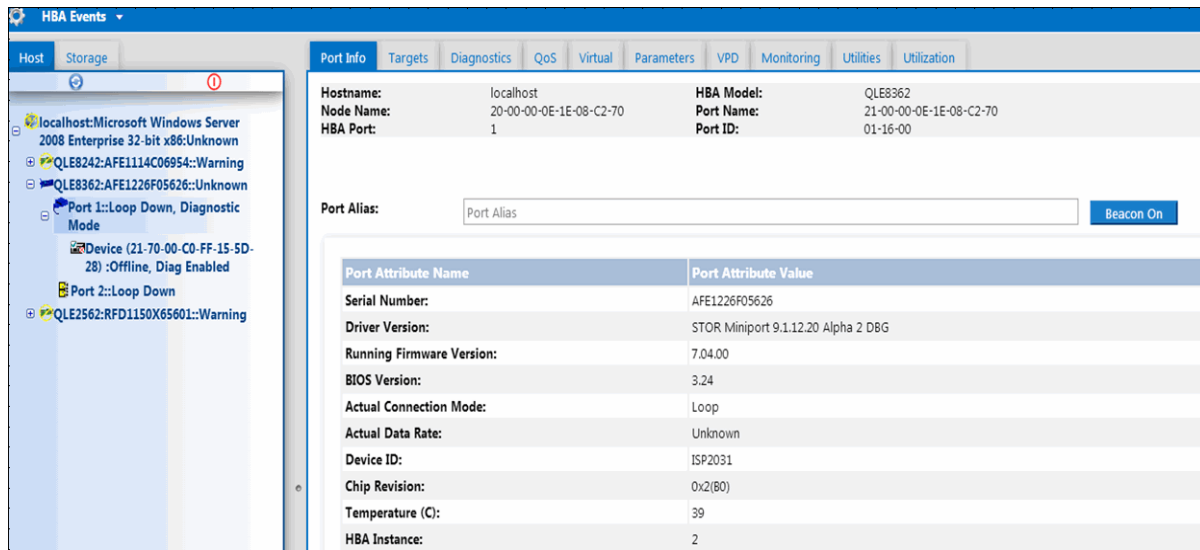 HBA Events
Host Storage
localhost:Microsoft Windows Server
2008 Enterprise 32-bit x86:Unknown
QLE8242:AFE1114C06954::Warning
QLE8362:AFE1226F05626::Unknown
Port 1::Loop Down, Diagnostic
Mode
Device (21-70-00-C0-FF-15-5D-
28) :Offline, Diag Enabled
Port 2::Loop Down
QLE2562:RFD1150X65601::Warning
Port Info Targets Diagnostics QoS Virtual Parameters VPD Monitoring Utilities Utilization
Hostname: localhost HBA Model: QLE8362
Node Name: 20-00-00-0E-1E-08-C2-70 Port Name: 21-00-00-0E-1E-08-C2-70
HBA Port: 1 Port ID: 01-16-00
Port Alias: Port Alias Beacon On
Port Attribute Name Port Attribute Value
Serial Number: AFE1226F05626
Driver Version: STOR Miniport 9.1.12.20 Alpha 2 DBG
Running Firmware Version: 7.04.00
BIOS Version: 3.24
Actual Connection Mode: Loop
Actual Data Rate: Unknown
Device ID: ISP2031
Chip Revision: 0x2(B0)
Temperature (C): 39
HBA Instance: 2